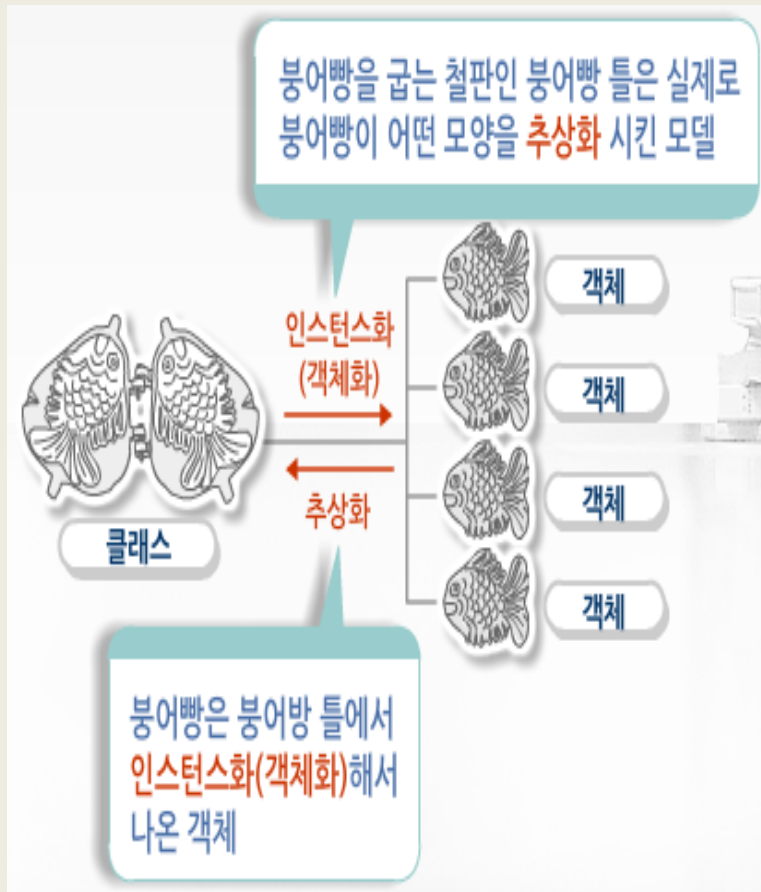 붕어빵을 굽는 철판인 붕어빵 틀은 실제로
붕어빵이 어떤 모양을 추상화 시킨 모델
인스턴스화
(객체화)
추상화
클래스
객체
객체
객체
객체
붕어빵은 붕어방 틀에서
인스턴스화(객체화)해서
나온 객체